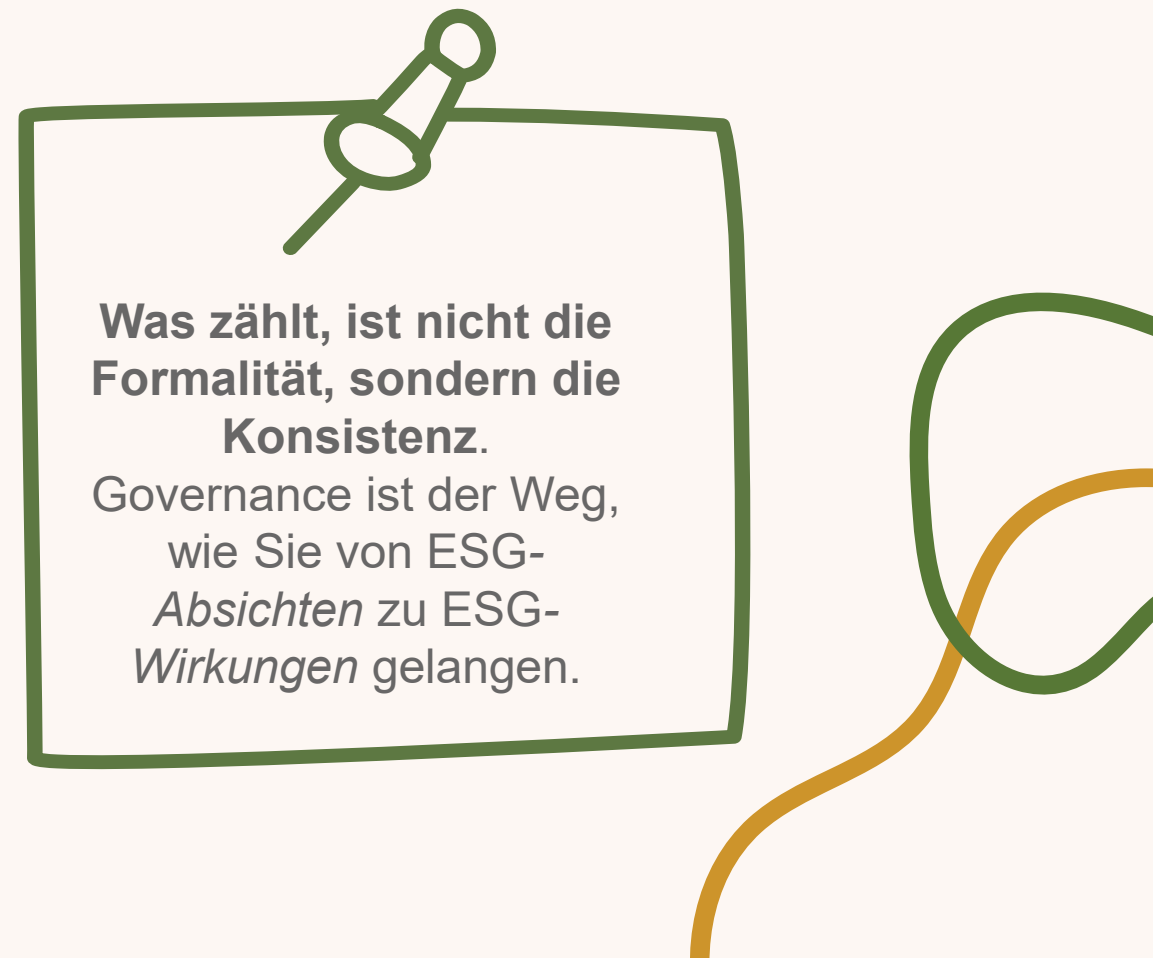 Was zählt, ist nicht die
Formalität, sondern die
Konsistenz.
Governance ist der Weg,
wie Sie von ESG-
Absichten zu ESG-
Wirkungen gelangen.